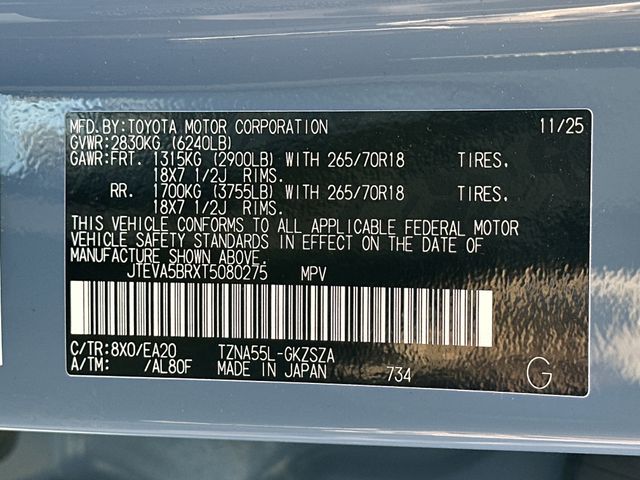 MFD.BY:TOYOTA MOTOR CORPORATION 11/25
GVWR:2830KG (6240LB)
GAWR:FRT. 1315KG (2900LB) WITH 265/70R18 TIRES.
18X7 1/2J RIMS.
RR. 1700KG (3755LB) WITH 265/70R18 TIRES.
18X7 1/2J RIMS.
THIS VEHICLE CONFORMS TO ALL APPLICABLE FEDERAL MOTOR
VEHICLE SAFETY STANDARDS IN EFFECT ON THE DATE OF
MANUFACTURE SHOWN ABOVE.
JTEVA5BRXT5080275 MPV
C/TR:8X0/EA20 TZNA55L-GKZSZA
A/TM: /AL80F MADE IN JAPAN 734 G